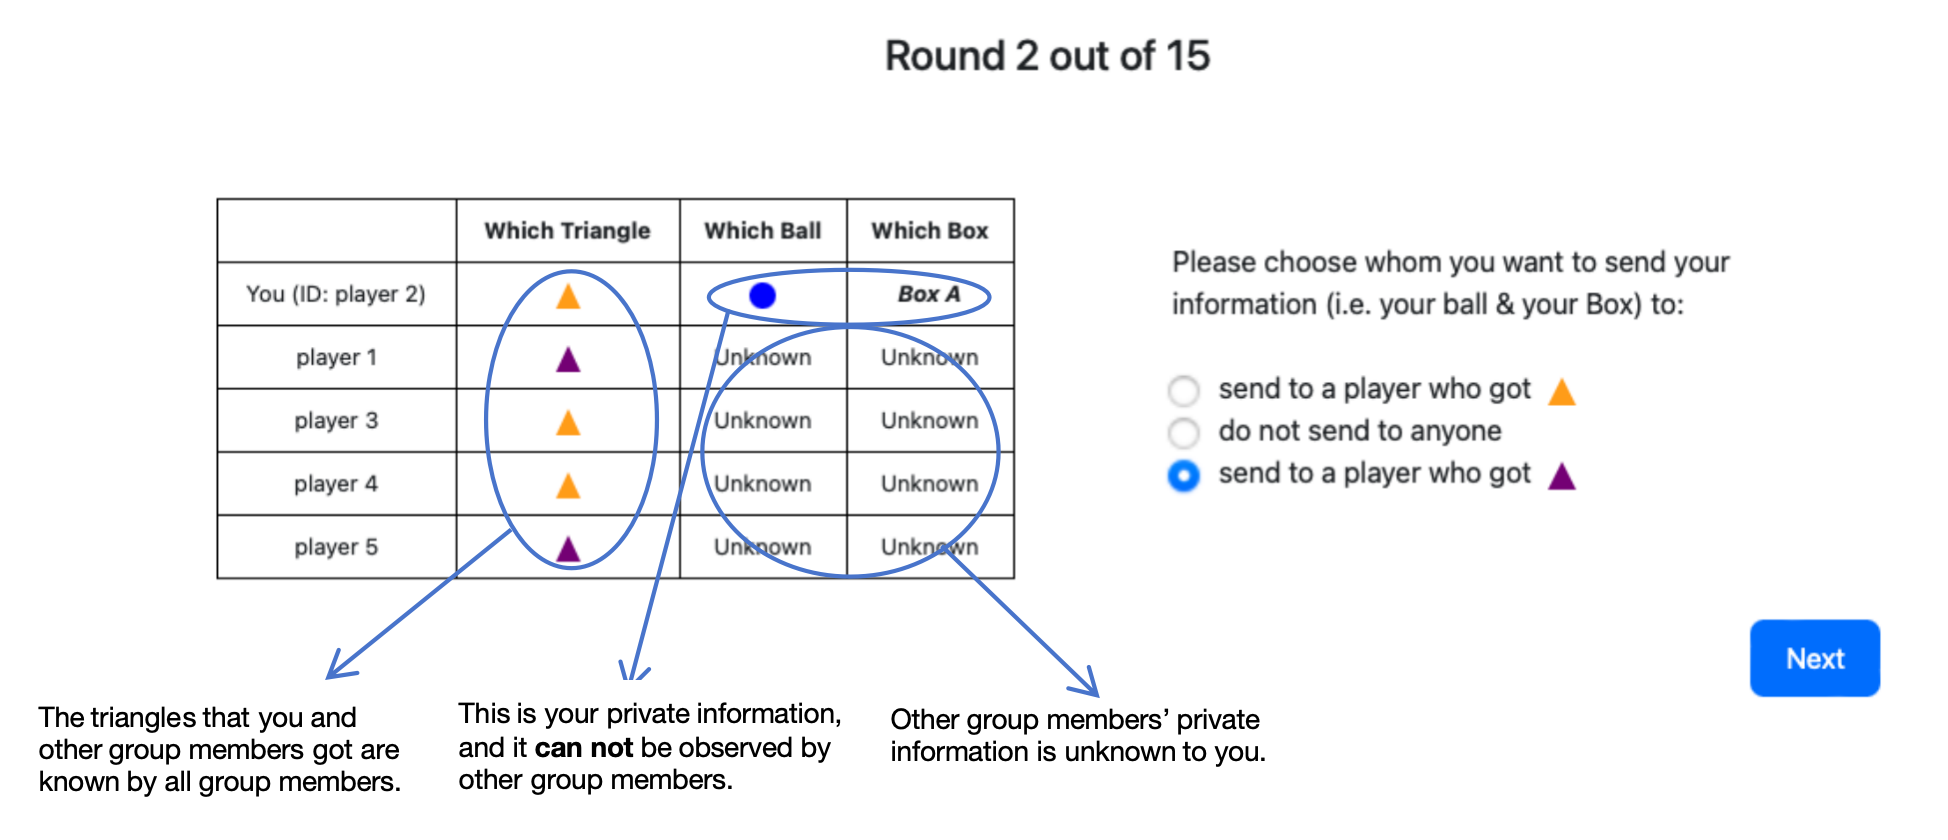 Round 2 out of 15
Which Triangle Which Ball Which Box
You (ID: player 2) Box A
player 1 Unknown Unknown
player 3 Unknown Unknown
player 4 Unknown Unknown
player 5 Unknown Unknown
Please choose whom you want to send your
information (i.e. your ball & your Box) to:
send to a player who got
do not send to anyone
send to a player who got
Next
The triangles that you and
other group members got are
known by all group members.
This is your private information,
and it can not be observed by
other group members.
Other group members’ private
information is unknown to you.